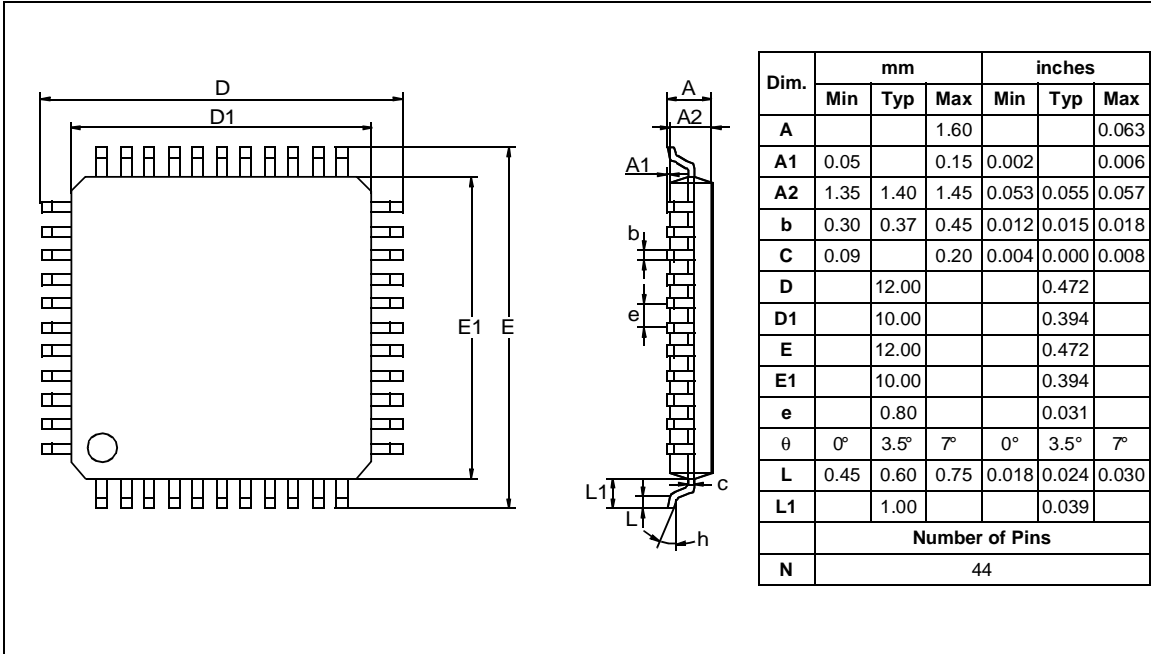 D
D1
E1
E
A
A2
A1
b
e
L1
L
c
h
Dim. mm inches
Min Typ Max Min Typ Max
A 1.60 0.063
A1 0.05 0.15 0.002 0.006
A2 1.35 1.40 1.45 0.053 0.055 0.057
b 0.30 0.37 0.45 0.012 0.015 0.018
C 0.09 0.20 0.004 0.000 0.008
D 12.00 0.472
D1 10.00 0.394
E 12.00 0.472
E1 10.00 0.394
e 0.80 0.031
θ 0° 3.5° 7° 0° 3.5° 7°
L 0.45 0.60 0.75 0.018 0.024 0.030
L1 1.00 0.039
Number of Pins
N 44